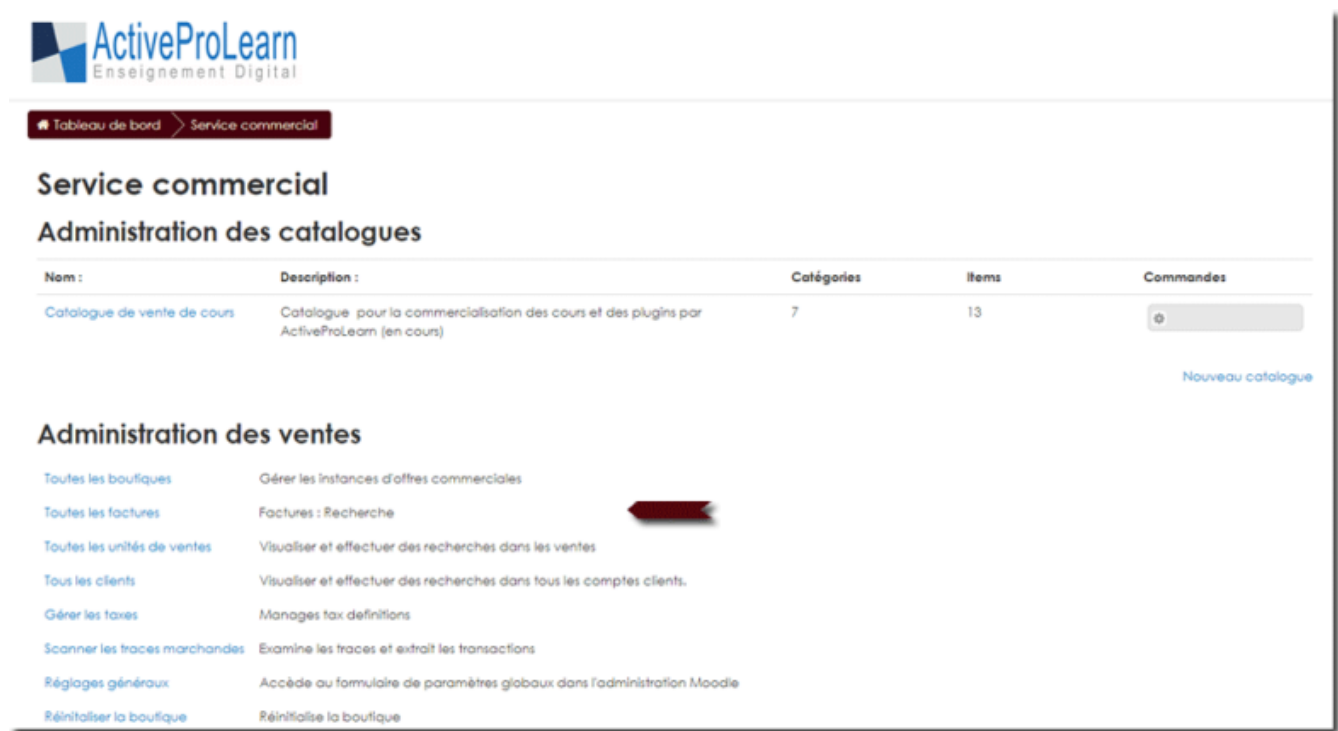 ActiveProLearn
Enseignement Digital
Tableau de bord Service commercial
Service commercial
Administration des catalogues
Nom : Description : Catégories Items Commandes
Catalogue de vente de cours Catalogue pour la commercialisation des cours et des plugins par 7 13
ActiveProLearn (en cours)
Nouveau catalogue
Administration des ventes
Toutes les boutiques Gérer les instances d'offres commerciales
Toutes les factures Factures : Recherche
Toutes les unités de ventes Visualiser et effectuer des recherches dans les ventes
Tous les clients Visualiser et effectuer des recherches dans tous les comptes clients.
Gérer les taxes Manages tax definitions
Scanner les traces marchandes Examine les traces et extrait les transactions
Réglages généraux Accède au formulaire de paramètres globaux dans l'administration Moodle
Réinitaliser la boutique Réinitialise la boutique